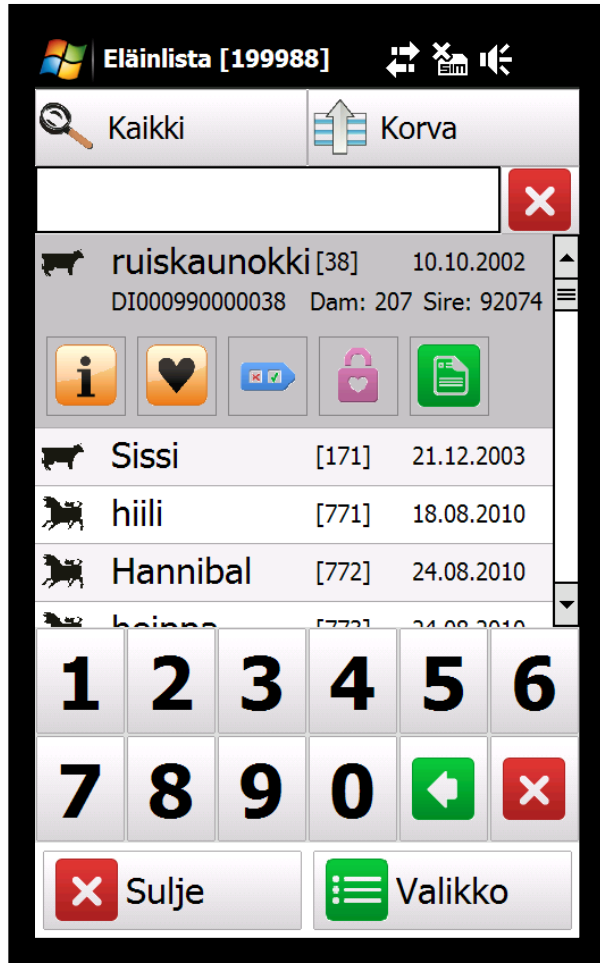 Eläinlista [199988]
SIM
Kaikki
Korva
ruiskaunokki [38] 10.10.2002
DI000990000038 Dam: 207 Sire: 92074
i
Sissi [171] 21.12.2003
hiili [771] 18.08.2010
Hannibal [772] 24.08.2010
1 2 3 4 5 6
7 8 9 0
Sulje
Valikko